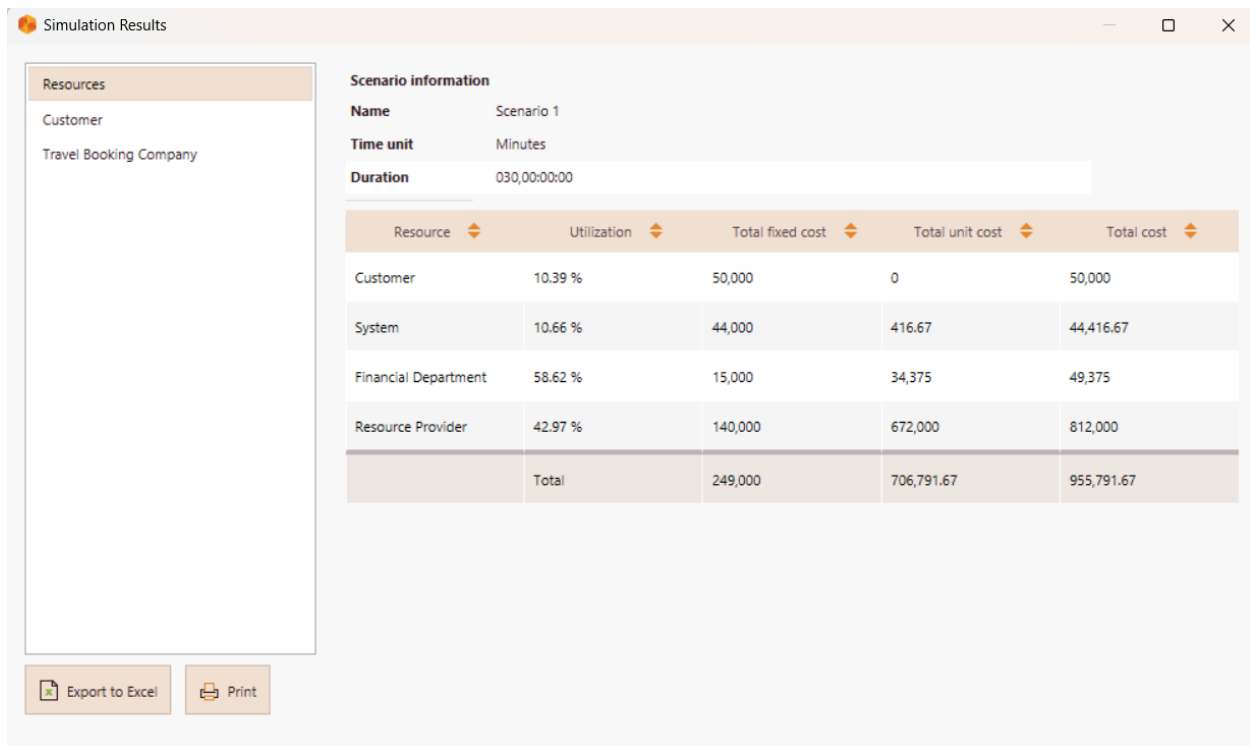 Simulation Results
Resources
Customer
Travel Booking Company
Scenario information
Name Scenario 1
Time unit Minutes
Duration 030,00:00:00
Resource Utilization Total fixed cost Total unit cost Total cost
Customer 10.39 % 50,000 0 50,000
System 10.66 % 44,000 416.67 44,416.67
Financial Department 58.62 % 15,000 34,375 49,375
Resource Provider 42.97 % 140,000 672,000 812,000
Total 249,000 706,791.67 955,791.67
Export to Excel Print